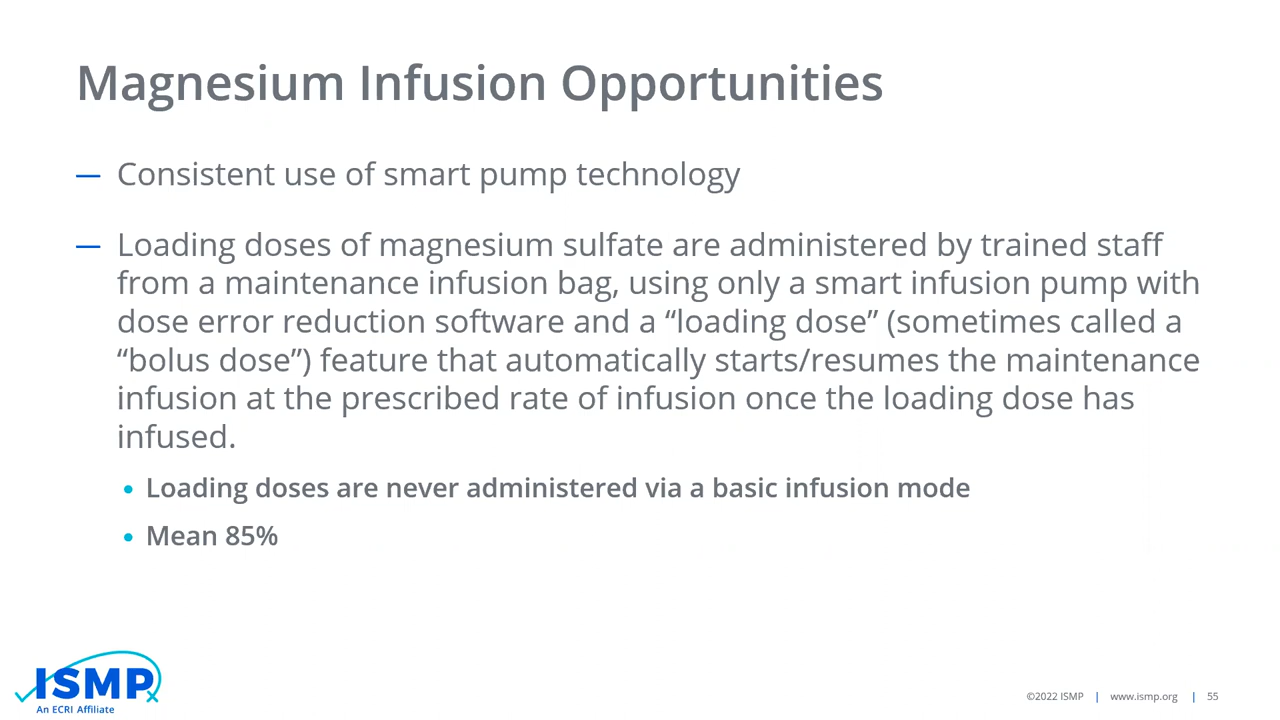 Magnesium Infusion Opportunities
— Consistent use of smart pump technology
— Loading doses of magnesium sulfate are administered by trained staff
from a maintenance infusion bag, using only a smart infusion pump with
dose error reduction software and a “loading dose” (sometimes called a
“bolus dose”) feature that automatically starts/resumes the maintenance
infusion at the prescribed rate of infusion once the loading dose has
infused.
• Loading doses are never administered via a basic infusion mode
• Mean 85%
ISMP
An ECRI Affiliate
©2022 ISMP | www.ismp.org | 55